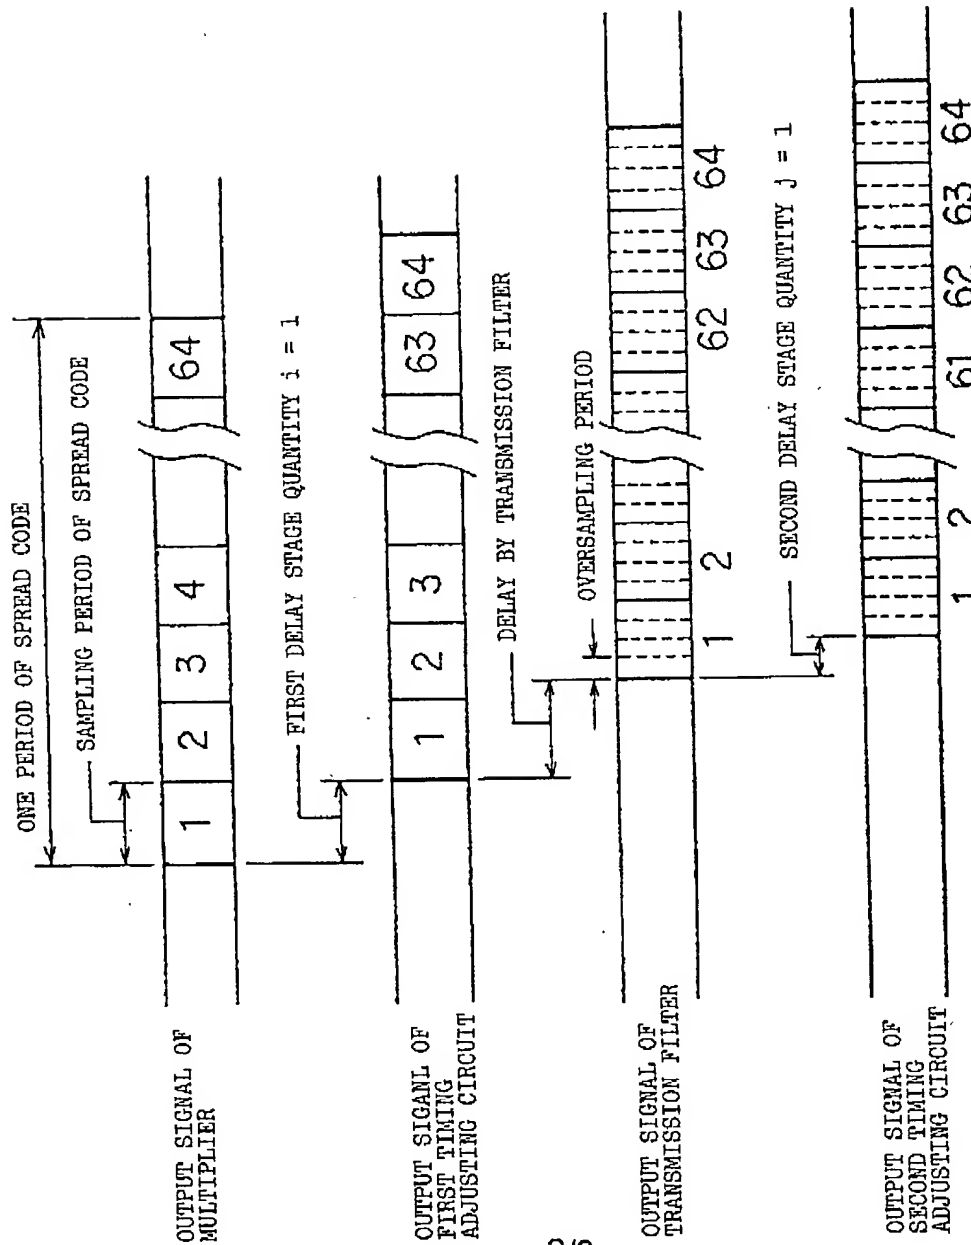 ONE PERIOD OF SPREAD CODE
SAMPLING PERIOD OF SPREAD CODE
OUTPUT SIGNAL OF
MULTIPLIER
1 2 3 4 64
FIRST DELAY STAGE QUANTITY i = 1
OUTPUT SIGANL OF
FIRST TIMING
ADJUSTING CIRCUIT
1 2 3 63 64
DELAY BY TRANSMISSION FILTER
OVERSAMPLING PERIOD
OUTPUT SIGNAL OF
TRANSMISSION FILTER
1 2 62 63 64
SECOND DELAY STAGE QUANTITY j = 1
OUTPUT SIGNAL OF
SECOND TIMING
ADJUSTING CIRCUIT
1 2 61 62 63 64